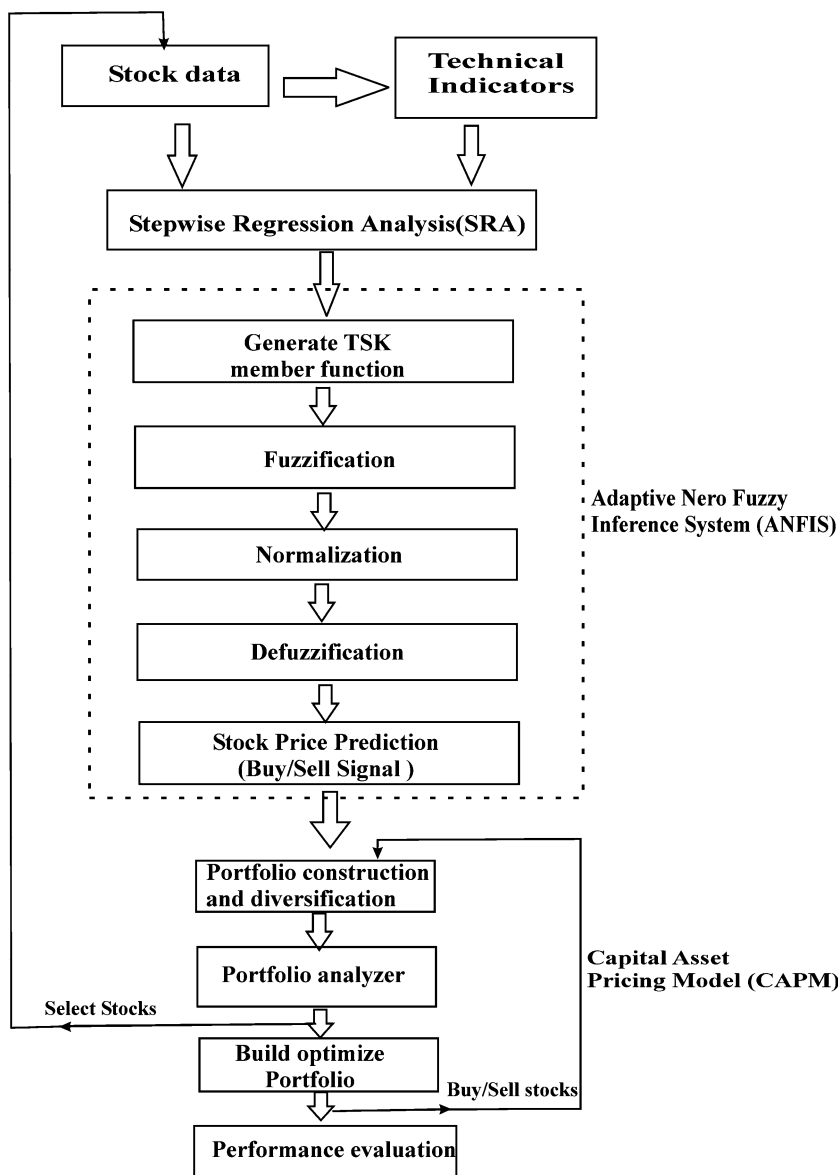 Stock data
Technical
Indicators
Stepwise Regression Analysis(SRA)
Generate TSK
member function
Fuzzification
Normalization
Defuzzification
Stock Price Prediction
(Buy/Sell Signal )
Adaptive Nero Fuzzy
Inference System (ANFIS)
Portfolio construction
and diversification
Portfolio analyzer
Capital Asset
Pricing Model (CAPM)
Select Stocks
Build optimize
Portfolio
Buy/Sell stocks
Performance evaluation